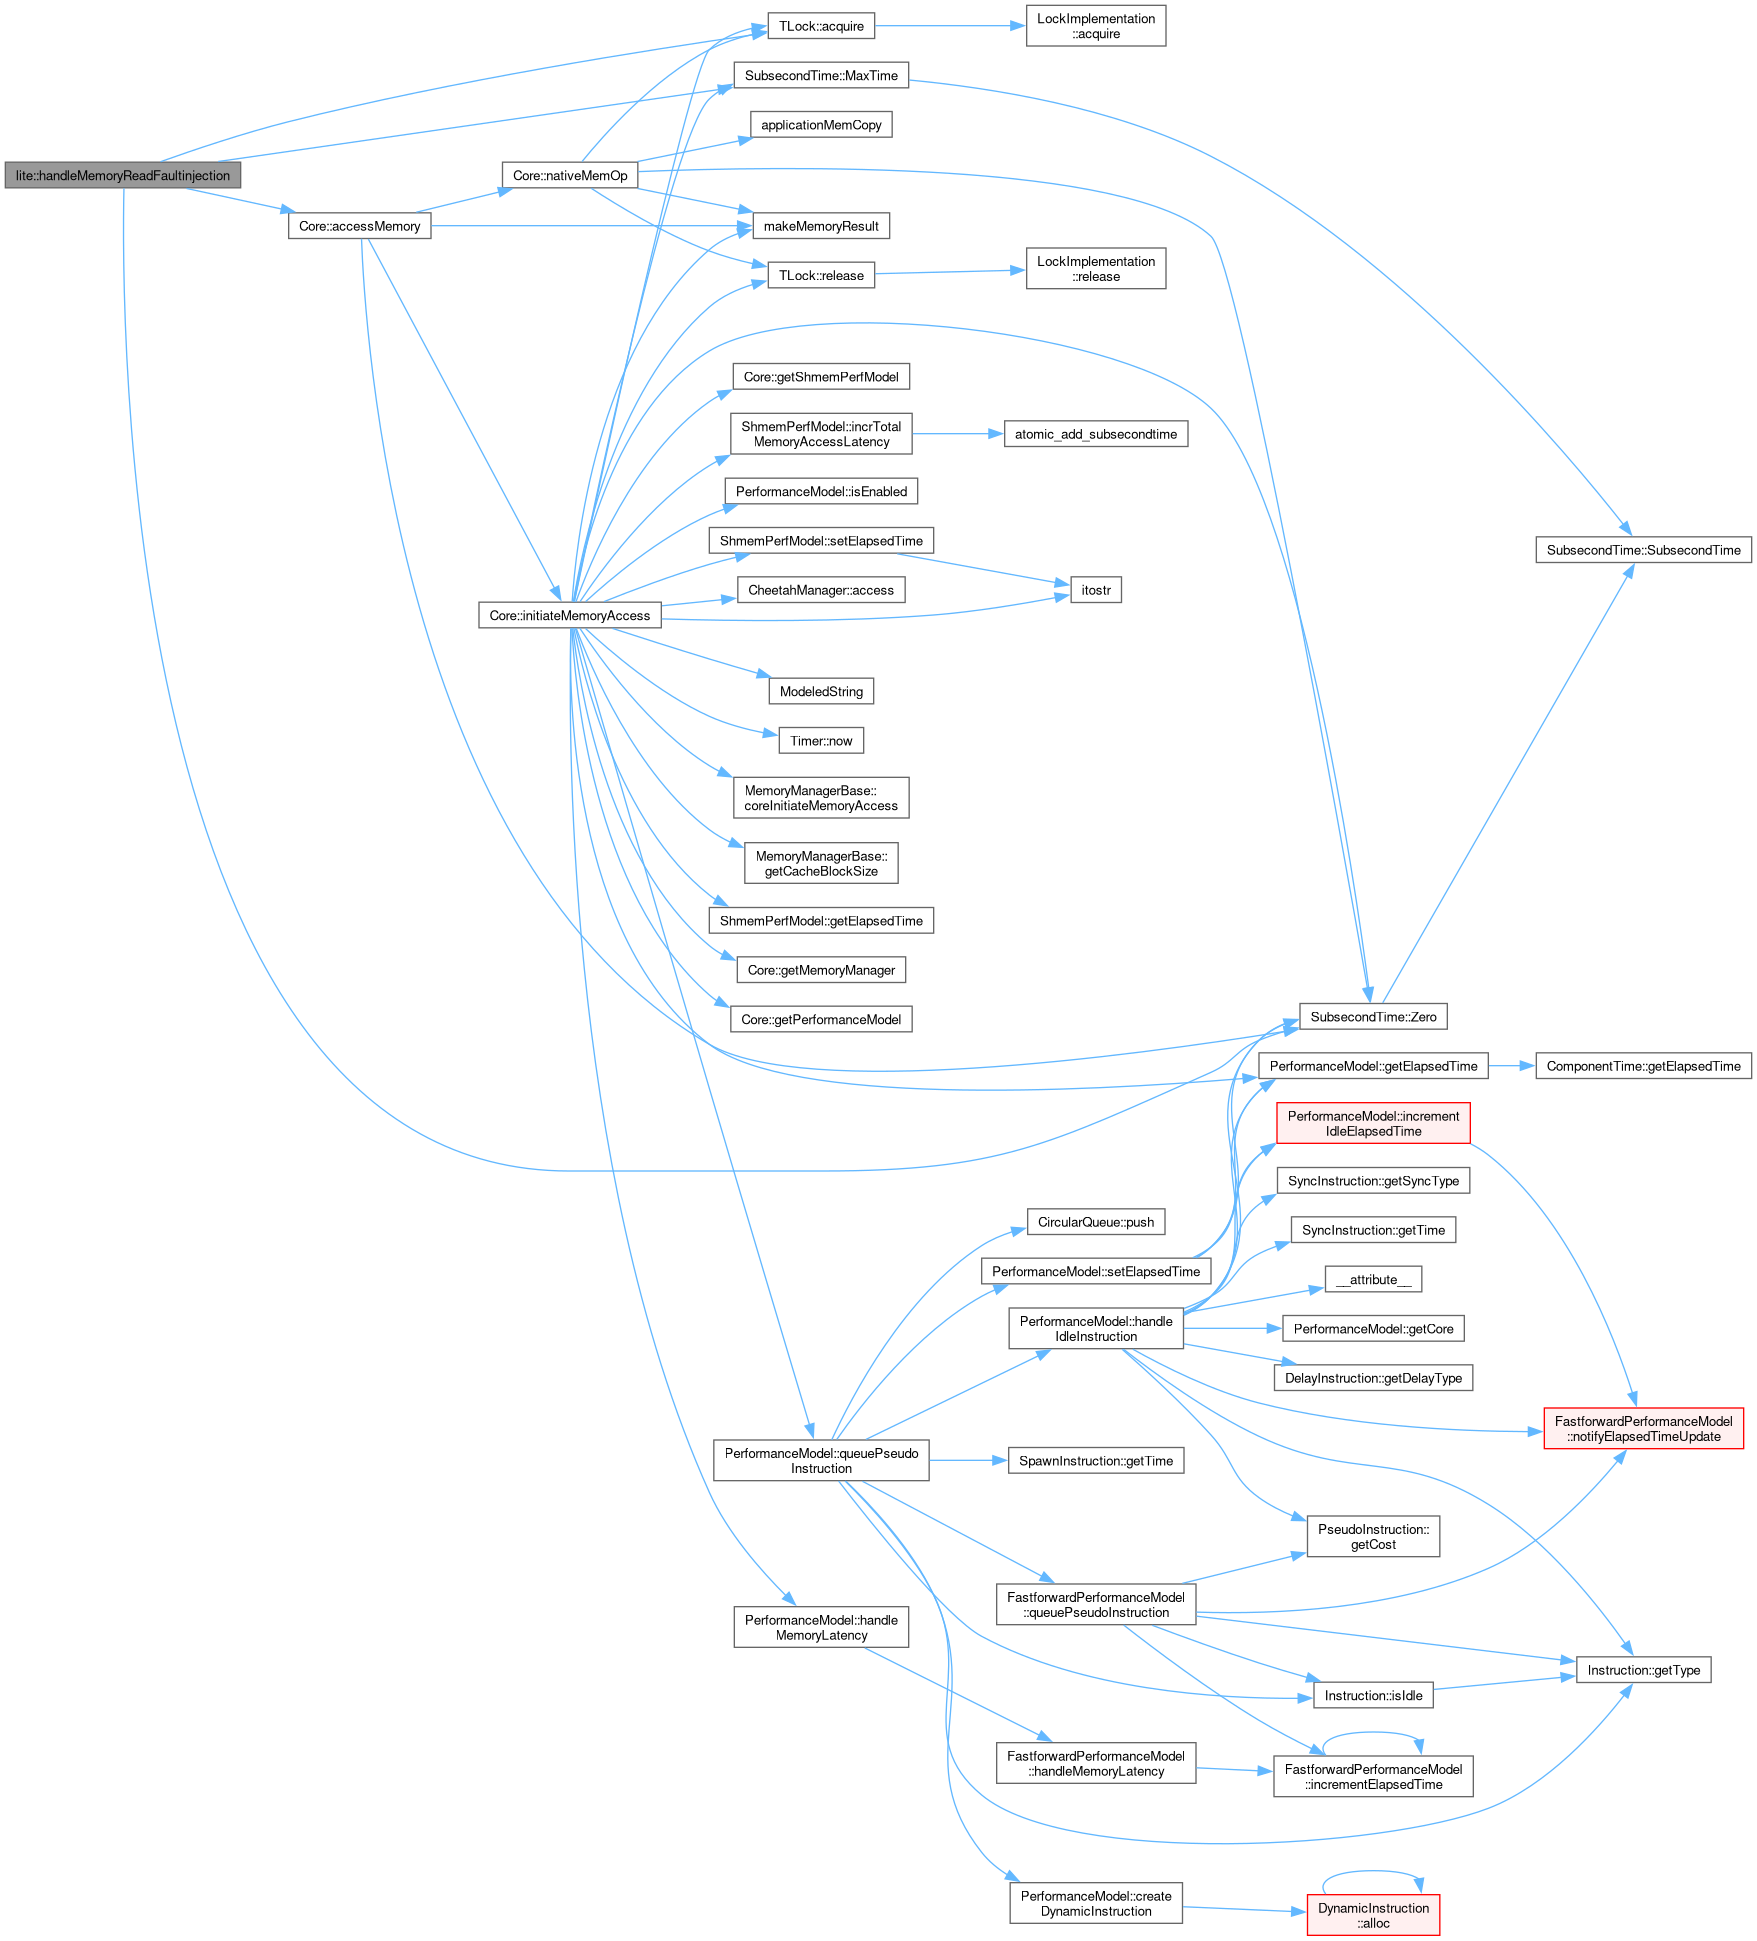 lite::handleMemoryReadFaultinjection
Core::accessMemory
Core::nativeMemOp
Core::initiateMemoryAccess
TLock::acquire
SubsecondTime::MaxTime
applicationMemCopy
makeMemoryResult
TLock::release
Core::getShmemPerfModel
ShmemPerfModel::incrTotal
MemoryAccessLatency
PerformanceModel::isEnabled
ShmemPerfModel::setElapsedTime
CheetahManager::access
ModeledString
Timer::now
MemoryManagerBase::
coreInitiateMemoryAccess
MemoryManagerBase::
getCacheBlockSize
ShmemPerfModel::getElapsedTime
Core::getMemoryManager
Core::getPerformanceModel
PerformanceModel::queuePseudo
Instruction
PerformanceModel::handle
MemoryLatency
LockImplementation
::acquire
LockImplementation
::release
atomic_add_subsecondtime
itostr
CircularQueue::push
PerformanceModel::setElapsedTime
PerformanceModel::handle
IdleInstruction
SpawnInstruction::getTime
FastforwardPerformanceModel
::queuePseudoInstruction
FastforwardPerformanceModel
::handleMemoryLatency
PerformanceModel::create
DynamicInstruction
SubsecondTime::Zero
PerformanceModel::getElapsedTime
PerformanceModel::increment
IdleElapsedTime
SyncInstruction::getSyncType
SyncInstruction::getTime
__attribute__
PerformanceModel::getCore
DelayInstruction::getDelayType
PseudoInstruction::
getCost
Instruction::isIdle
FastforwardPerformanceModel
::incrementElapsedTime
DynamicInstruction
::alloc
SubsecondTime::SubsecondTime
ComponentTime::getElapsedTime
FastforwardPerformanceModel
::notifyElapsedTimeUpdate
Instruction::getType